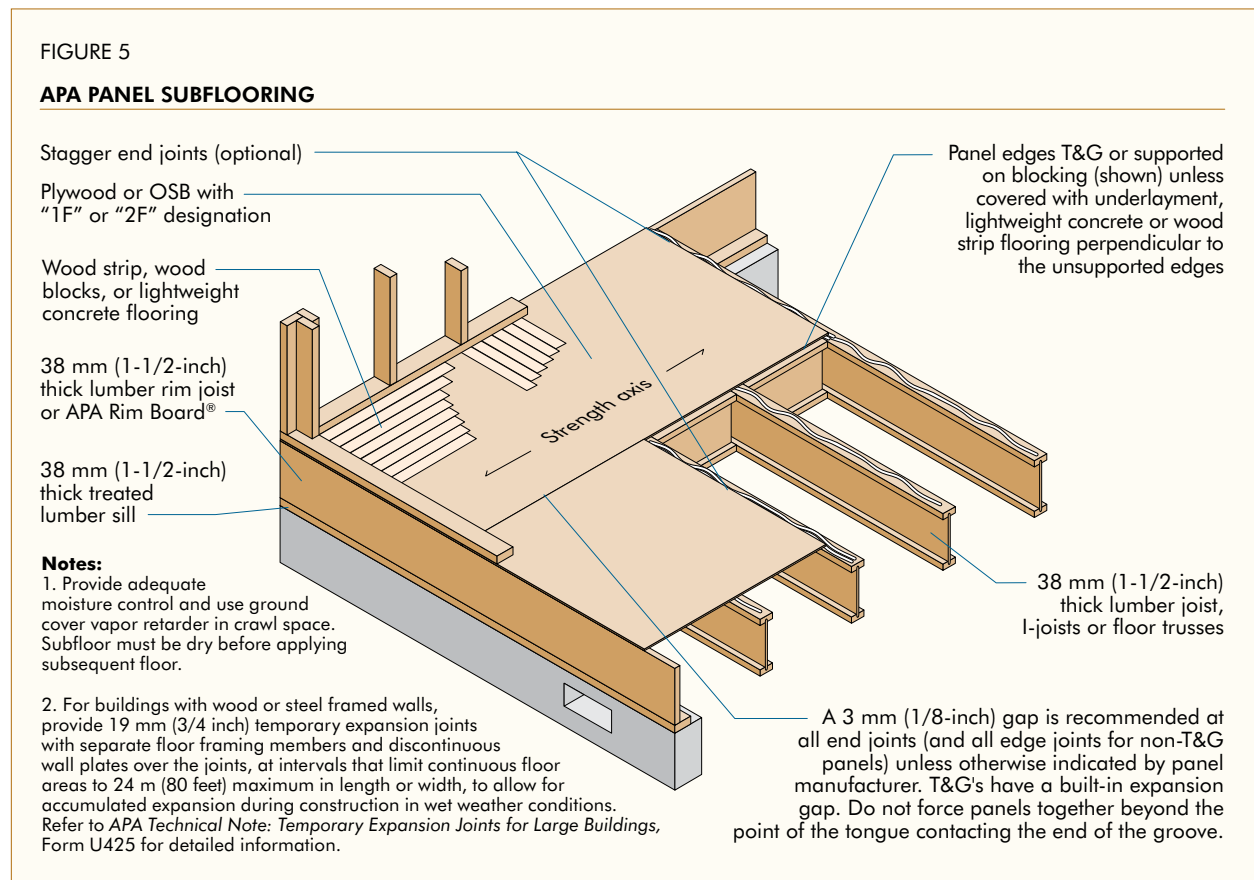 FIGURE 5
APA PANEL SUBFLOORING
Stagger end joints (optional)
Plywood or OSB with
“1F” or “2F” designation
Wood strip, wood
blocks, or lightweight
concrete flooring
38 mm (1-1/2-inch)
thick lumber rim joist
or APA Rim Board®
38 mm (1-1/2-inch)
thick treated
lumber sill
Notes:
1. Provide adequate
moisture control and use ground
cover vapor retarder in crawl space.
Subfloor must be dry before applying
subsequent floor.
2. For buildings with wood or steel framed walls,
provide 19 mm (3/4 inch) temporary expansion joints
with separate floor framing members and discontinuous
wall plates over the joints, at intervals that limit continuous floor
areas to 24 m (80 feet) maximum in length or width, to allow for
accumulated expansion during construction in wet weather conditions.
Refer to APA Technical Note: Temporary Expansion Joints for Large Buildings,
Form U425 for detailed information.
Strength axis
Panel edges T&G or supported
on blocking (shown) unless
covered with underlayment,
lightweight concrete or wood
strip flooring perpendicular to
the unsupported edges
38 mm (1-1/2-inch)
thick lumber joist,
I-joists or floor trusses
A 3 mm (1/8-inch) gap is recommended at
all end joints (and all edge joints for non-T&G
panels) unless otherwise indicated by panel
manufacturer. T&G's have a built-in expansion
gap. Do not force panels together beyond the
point of the tongue contacting the end of the groove.